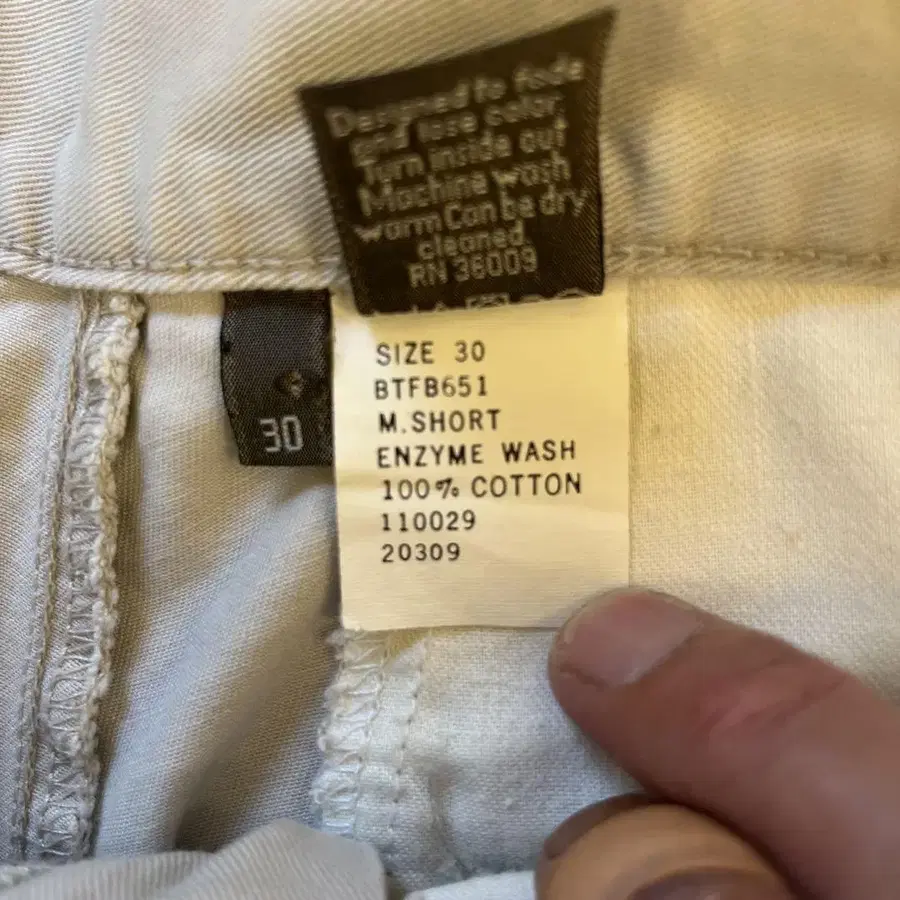 Designed to fade
and lose color
Turn inside out
Machine wash
warm Can be dry
cleaned.
RN 36009
30
SIZE 30
BTFB651
M.SHORT
ENZYME WASH
100% COTTON
110029
20309